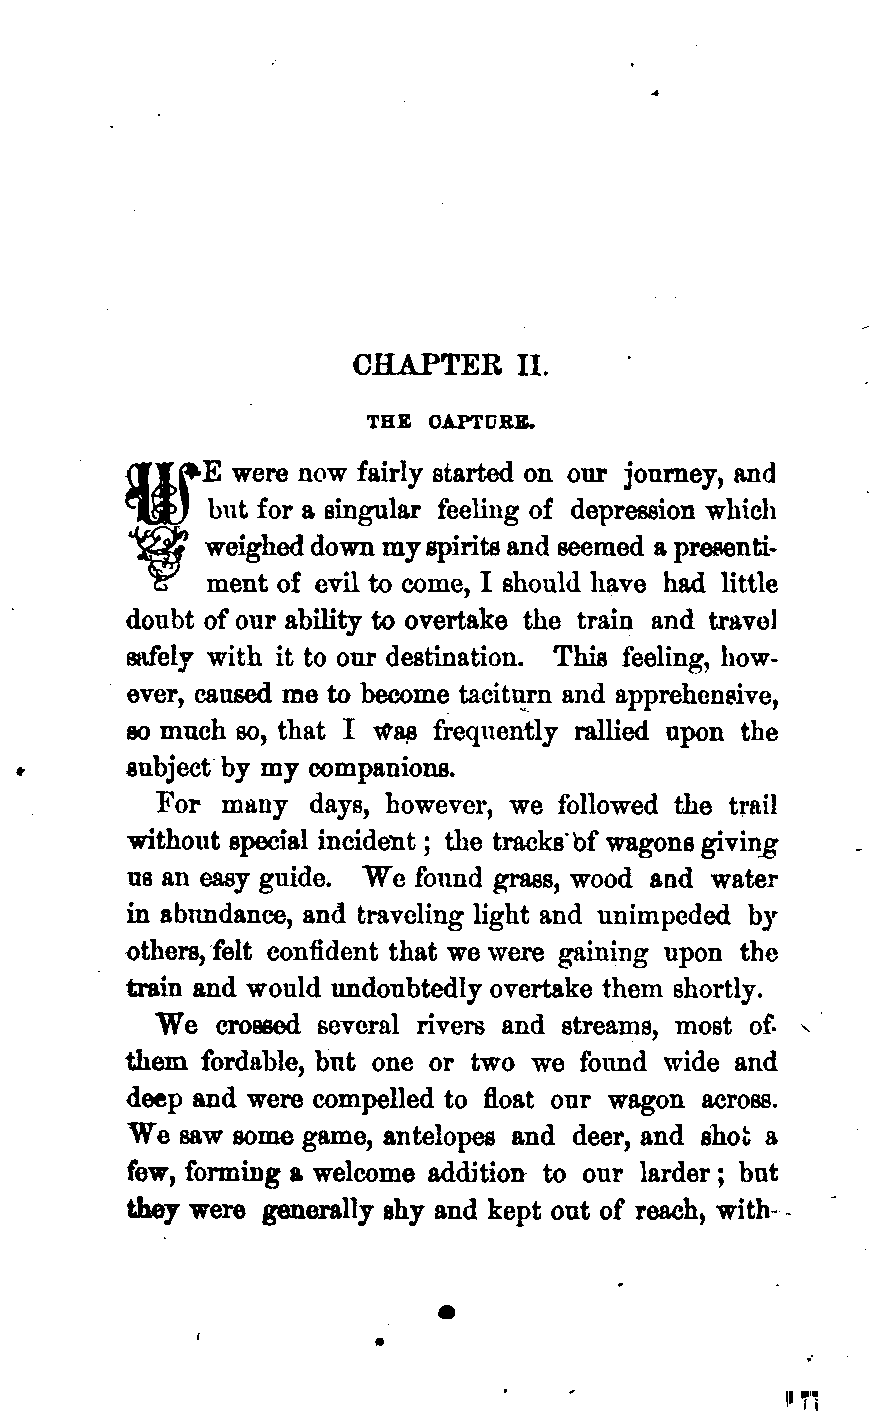 CHAPTER II.
THE CAPTURE.
WE were now fairly started on our journey, and
but for a singular feeling of depression which
weighed down my spirits and seemed a presenti-
ment of evil to come, I should have had little
doubt of our ability to overtake the train and travel
safely with it to our destination. This feeling, how-
ever, caused me to become taciturn and apprehensive,
so much so, that I was frequently rallied upon the
subject by my companions.
For many days, however, we followed the trail
without special incident; the tracks of wagons giving
us an easy guide. We found grass, wood and water
in abundance, and traveling light and unimpeded by
others, felt confident that we were gaining upon the
train and would undoubtedly overtake them shortly.
We crossed several rivers and streams, most of
them fordable, but one or two we found wide and
deep and were compelled to float our wagon across.
We saw some game, antelopes and deer, and shot a
few, forming a welcome addition to our larder; but
they were generally shy and kept out of reach, with-